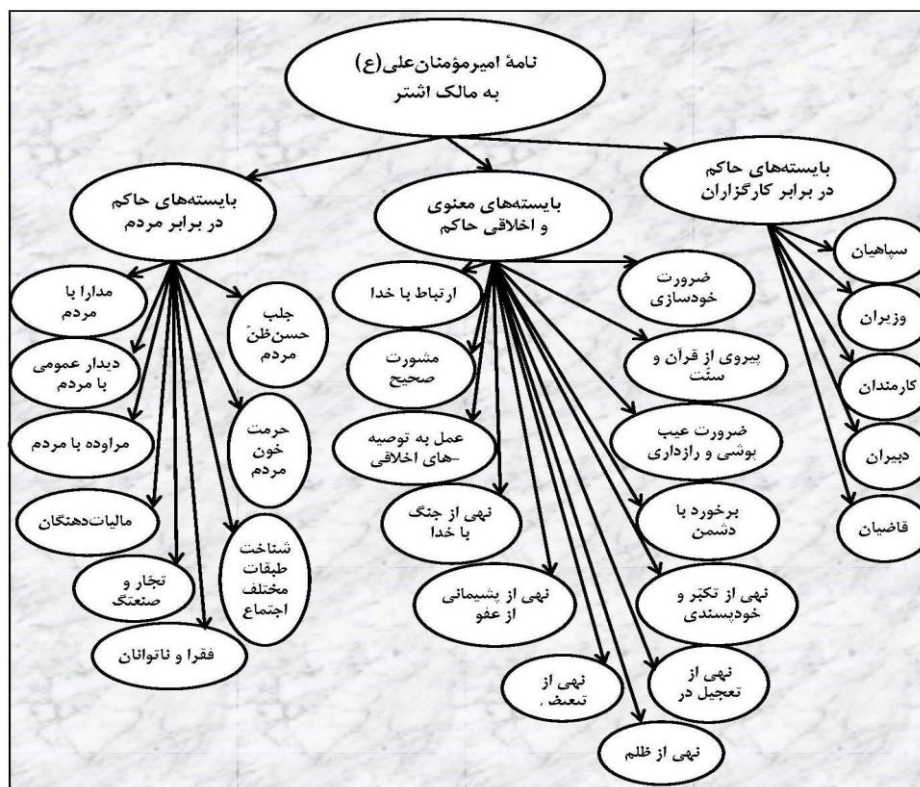 نامهٔ امیرمؤمنان‌علی(ع)
به مالک اشتر
بایسته‌های حاکم
در برابر کارگزاران
سپاهیان
وزیران
کارمندان
دبیران
قاضیان
بایسته‌های معنوی
و اخلاقی حاکم
ضرورت
خودسازی
پیروی از قرآن و
سنّت
ضرورت عیب
پوشی و رازداری
برخورد با
دشمن
نهی از تکبّر و
خودپسندی
نهی از
تعجیل در
نهی از ظلم
ارتباط با خدا
مشورت
صحیح
عمل به توصیه
-های اخلاقی
نهی از جنگ
با خدا
نهی از پشیمانی
از عفو
نهی از
تبعیض
بایسته‌های حاکم
در برابر مردم
جلب
حسن‌ظنّ
مردم
حرمت
خون
مردم
شناخت
طبقات
مختلف
اجتماع
مدارا با
مردم
دیدار عمومی
با مردم
مراوده با مردم
مالیات‌دهنگان
تجّار و
صنعتگ
فقرا و ناتوانان